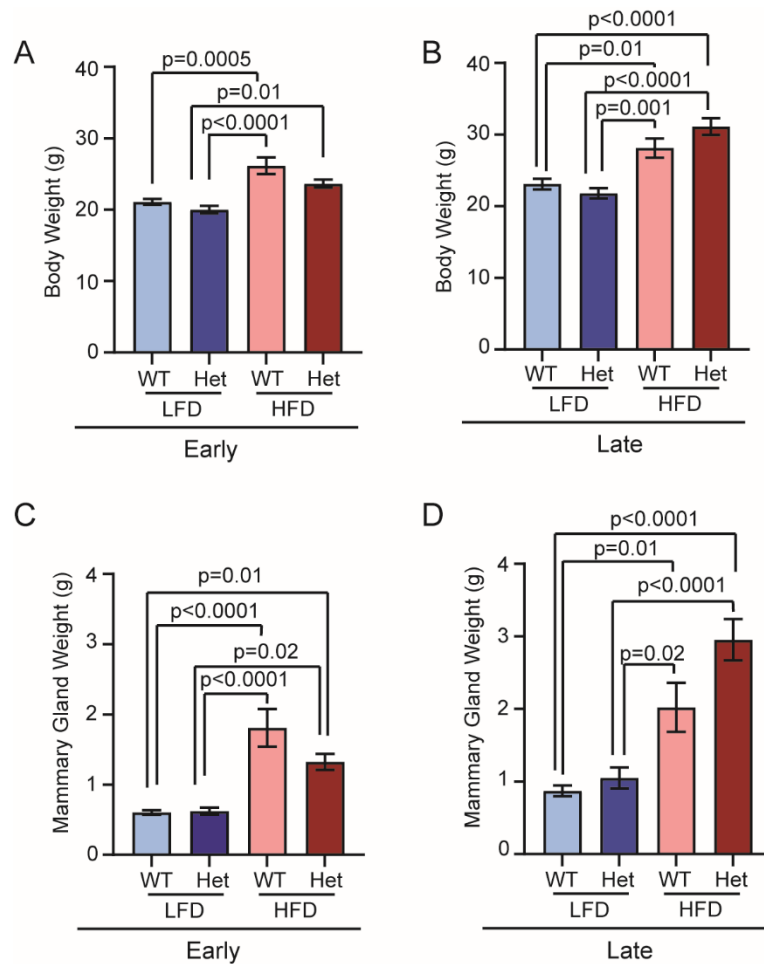 A
p=0.0005
p=0.01
p<0.0001
Body Weight (g)
40
30
20
10
0
WT Het WT Het
LFD HFD
Early
B
p<0.0001
p=0.01
p<0.0001
p=0.001
Body Weight (g)
40
30
20
10
0
WT Het WT Het
LFD HFD
Late
C
p=0.01
p<0.0001
p=0.02
p<0.0001
Mammary Gland Weight (g)
4
3
2
1
0
WT Het WT Het
LFD HFD
Early
D
p<0.0001
p=0.01
p<0.0001
p=0.02
Mammary Gland Weight (g)
4
3
2
1
0
WT Het WT Het
LFD HFD
Late